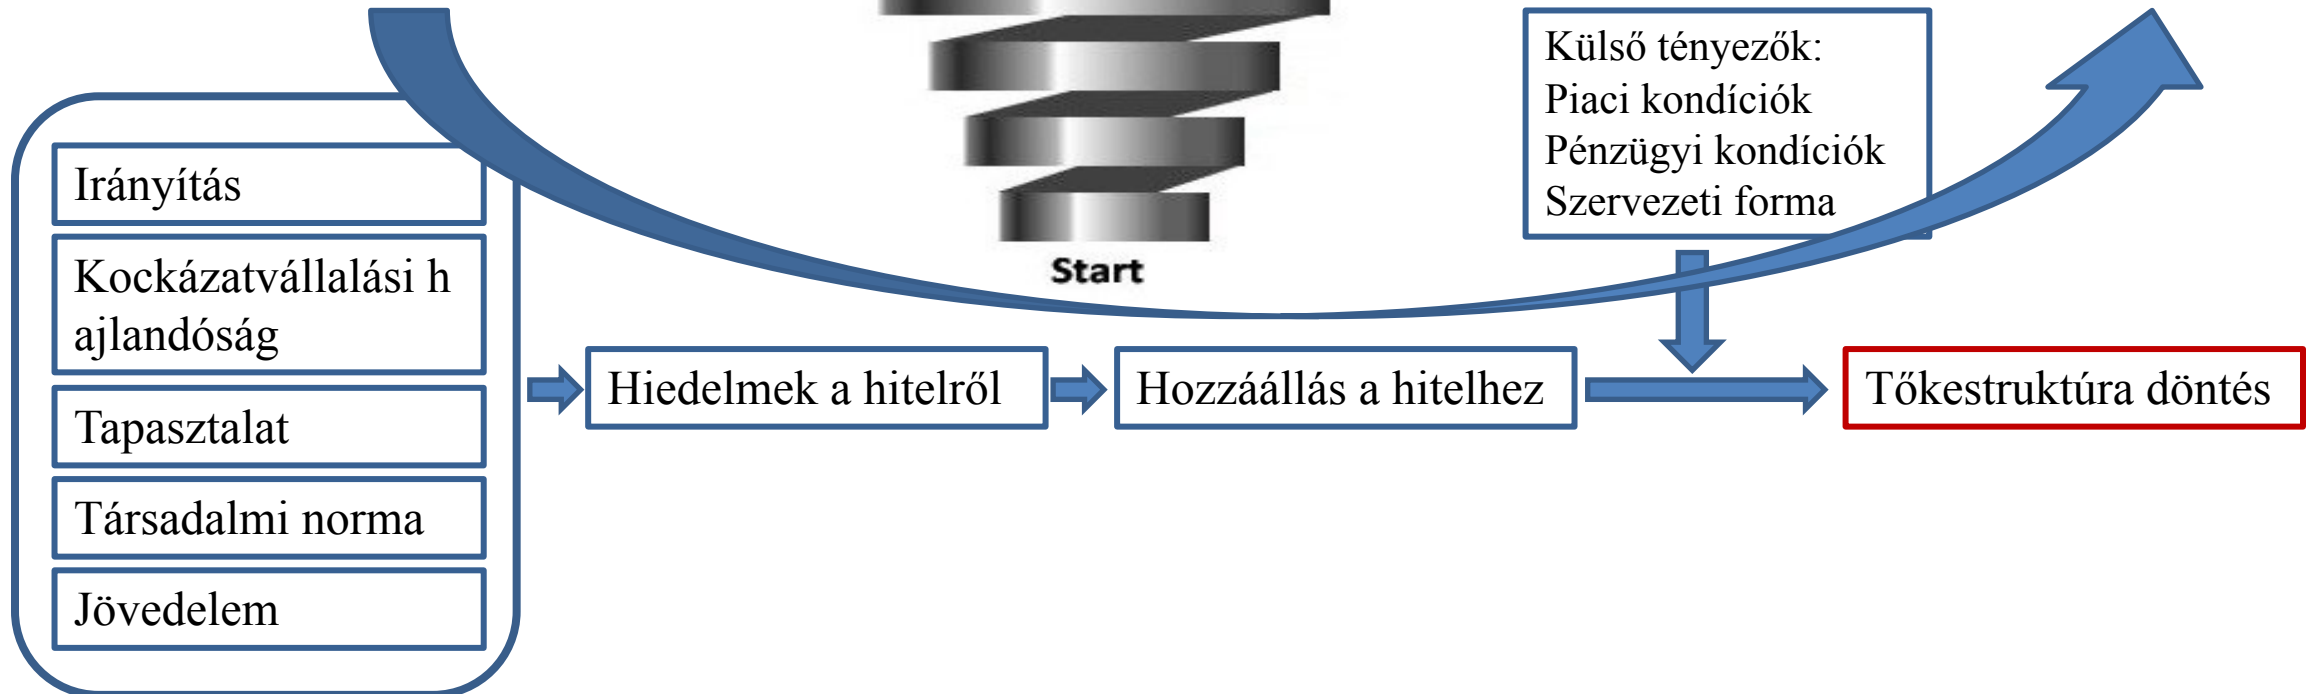 Irányítás
Kockázatvállalási h
ajlandóság
Tapasztalat
Társadalmi norma
Jövedelem
Start
Hiedelmek a hitelről
Hozzáállás a hitelhez
Külső tényezők:
Piaci kondíciók
Pénzügyi kondíciók
Szervezeti forma
Tőkestruktúra döntés